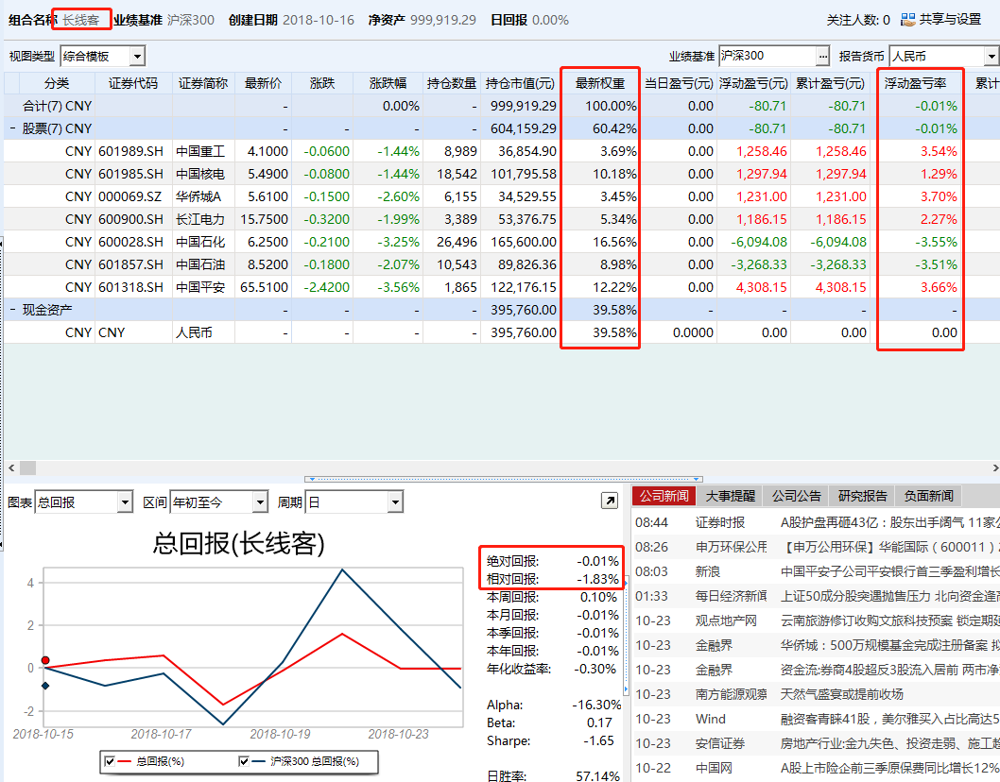 组合名称 长线客 业绩基准 沪深300 创建日期 2018-10-16 净资产 999,919.29 日回报 0.00% 关注人数: 0 共享与设置
视图类型 综合模板 业绩基准 沪深300 ... 报告货币 人民币
分类 证券代码 证券简称 最新价 涨跌 涨跌幅 持仓数量 持仓市值(元) 最新权重 当日盈亏(元) 浮动盈亏(元) 累计盈亏(元) 浮动盈亏率 累计
合计(7) CNY - 0.00% - 999,919.29 100.00% 0.00 -80.71 -80.71 -0.01%
- 股票(7) CNY - - - - 604,159.29 60.42% 0.00 -80.71 -80.71 -0.01%
CNY 601989.SH 中国重工 4.1000 -0.0600 -1.44% 8,989 36,854.90 3.69% 0.00 1,258.46 1,258.46 3.54%
CNY 601985.SH 中国核电 5.4900 -0.0800 -1.44% 18,542 101,795.58 10.18% 0.00 1,297.94 1,297.94 1.29%
CNY 000069.SZ 华侨城A 5.6100 -0.1500 -2.60% 6,155 34,529.55 3.45% 0.00 1,231.00 1,231.00 3.70%
CNY 600900.SH 长江电力 15.7500 -0.3200 -1.99% 3,389 53,376.75 5.34% 0.00 1,186.15 1,186.15 2.27%
CNY 600028.SH 中国石化 6.2500 -0.2100 -3.25% 26,496 165,600.00 16.56% 0.00 -6,094.08 -6,094.08 -3.55%
CNY 601857.SH 中国石油 8.5200 -0.1800 -2.07% 10,543 89,826.36 8.98% 0.00 -3,268.33 -3,268.33 -3.51%
CNY 601318.SH 中国平安 65.5100 -2.4200 -3.56% 1,865 122,176.15 12.22% 0.00 4,308.15 4,308.15 3.66%
- 现金资产 - - - - 395,760.00 39.58% - - - -
CNY CNY 人民币 - - - - 395,760.00 39.58% 0.0000 0.00 0.00 0.00
图表 总回报 区间 年初至今 周期 日
总回报(长线客)
4
2
0
-2
2018-10-15 2018-10-17 2018-10-19 2018-10-23
总回报(%) 沪深300 总回报(%)
绝对回报: -0.01%
相对回报: -1.83%
本周回报: 0.10%
本月回报: -0.01%
本季回报: -0.01%
本年回报: -0.01%
年化收益率: -0.30%
Alpha: -16.30%
Beta: 0.17
Sharpe: -1.65
日胜率: 57.14%
公司新闻 大事提醒 公司公告 研究报告 负面新闻
08:44 证券时报 A股护盘再砸43亿：股东出手阔气 11家
08:26 申万环保公用 【申万公用环保】华能国际（600011）
08:03 新浪 中国平安子公司平安银行首三季盈利增长
01:33 每日经济新闻 上证50成分股突遇抛售压力 北向资金逢
10-23 观点地产网 云南旅游修订收购文旅科技预案 锁定期
10-23 金融界 华侨城：500万规模基金完成注册备案
10-23 金融界 资金流:券商4股超反3股流入居前 两市净
10-23 南方能源观察 天然气盛宴或提前收场
10-23 Wind 融资客青睐41股，美尔雅买入占比高达5
10-23 安信证券 房地产行业:金九失色、投资走弱、施工
10-22 中国网 A股上市险企前三季原保费同比增长12%